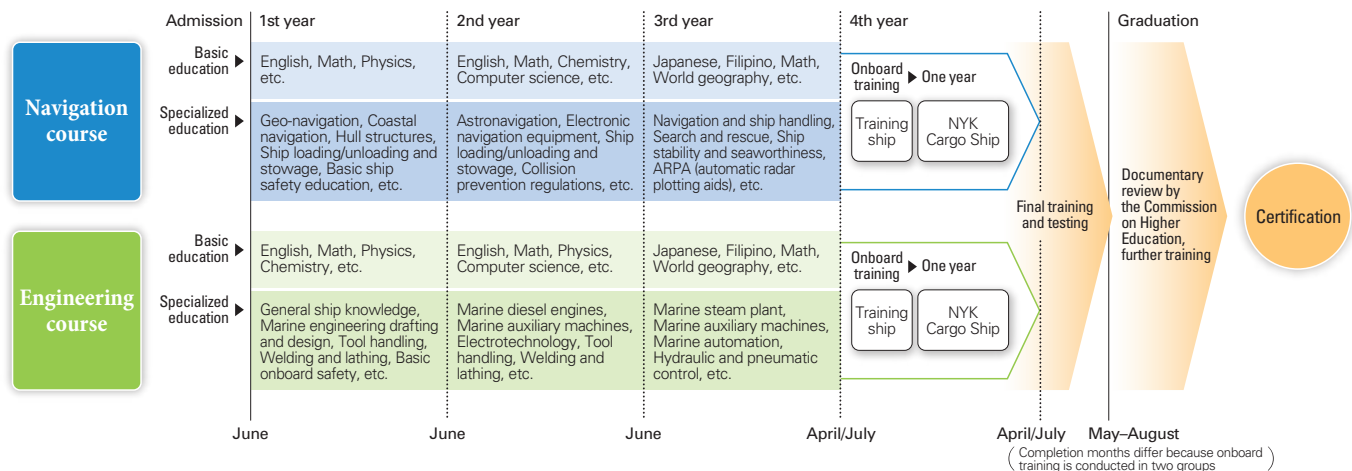 Admission
1st year
2nd year
3rd year
4th year
Graduation
Navigation
course
Basic
education
English, Math, Physics,
etc.
English, Math, Chemistry,
Computer science, etc.
Japanese, Filipino, Math,
World geography, etc.
Specialized
education
Geo-navigation, Coastal
navigation, Hull structures,
Ship loading/unloading and
stowage, Basic ship
safety education, etc.
Astronavigation, Electronic
navigation equipment, Ship
loading/unloading and
stowage, Collision
prevention regulations, etc.
Navigation and ship handling,
Search and rescue, Ship
stability and seaworthiness,
ARPA (automatic radar
plotting aids), etc.
Onboard
training
One year
Training
ship
NYK
Cargo Ship
Engineering
course
Basic
education
English, Math, Physics,
Chemistry, etc.
English, Math, Physics,
Computer science, etc.
Japanese, Filipino, Math,
World geography, etc.
Specialized
education
General ship knowledge,
Marine engineering drafting
and design, Tool handling,
Welding and lathing, Basic
onboard safety, etc.
Marine diesel engines,
Marine auxiliary machines,
Electrotechnology, Tool
handling, Welding and
lathing, etc.
Marine steam plant,
Marine auxiliary machines,
Marine automation,
Hydraulic and pneumatic
control, etc.
Onboard
training
One year
Training
ship
NYK
Cargo Ship
Final training
and testing
Documentary
review by
the Commission
on Higher
Education,
further training
Certification
June
June
June
April/July
April/July
May–August
(Completion months differ because onboard
training is conducted in two groups)